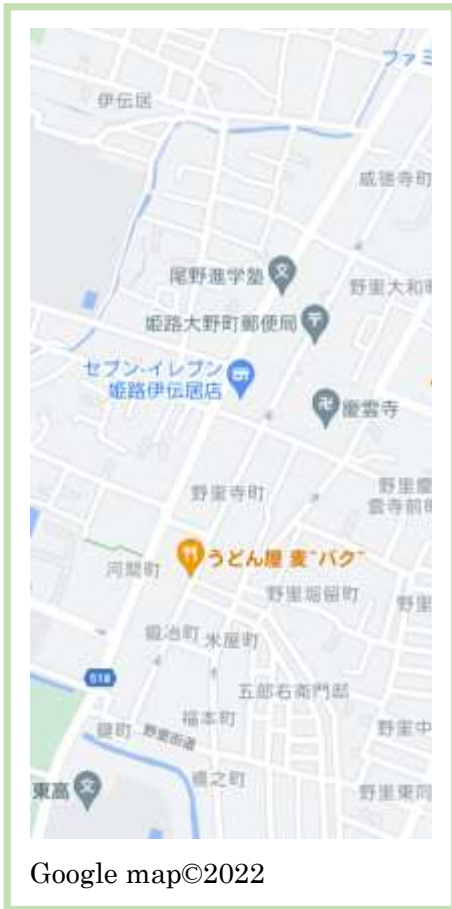 ファミ
伊伝居
威徳寺町
尾野進学塾
野里大和町
姫路大野町郵便局
セブン-イレブン
姫路伊伝居店
慶雲寺
野里寺町
野里慶
雲寺前町
うどん屋 麦~バク~
河間町
野里堀留町
野里
鍛冶町
米屋町
518
五郎右衛門邸
福本町
鍵町
野里街道
野里中
橋之町
東高
野里東同
Google map©2022